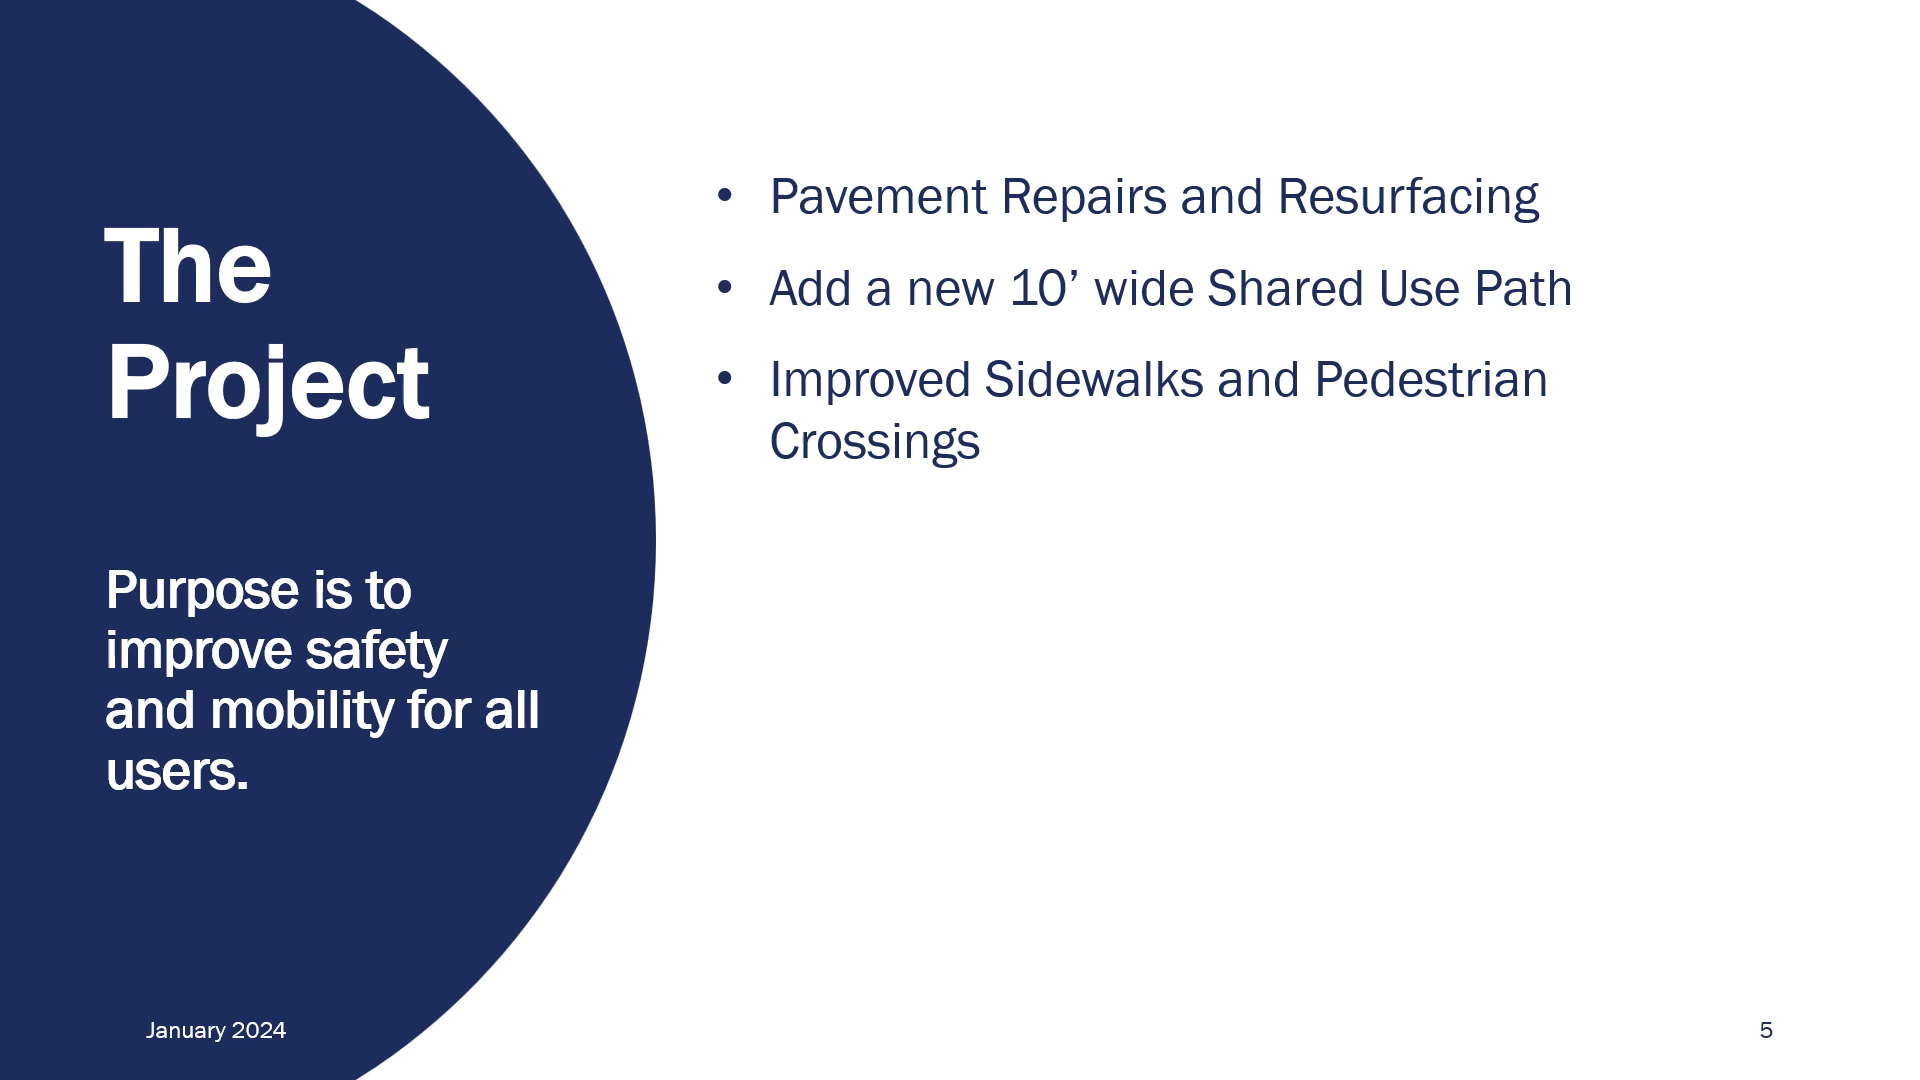 The
Project
Purpose is to
improve safety
and mobility for all
users.
• Pavement Repairs and Resurfacing
• Add a new 10’ wide Shared Use Path
• Improved Sidewalks and Pedestrian
Crossings
January 2024
5